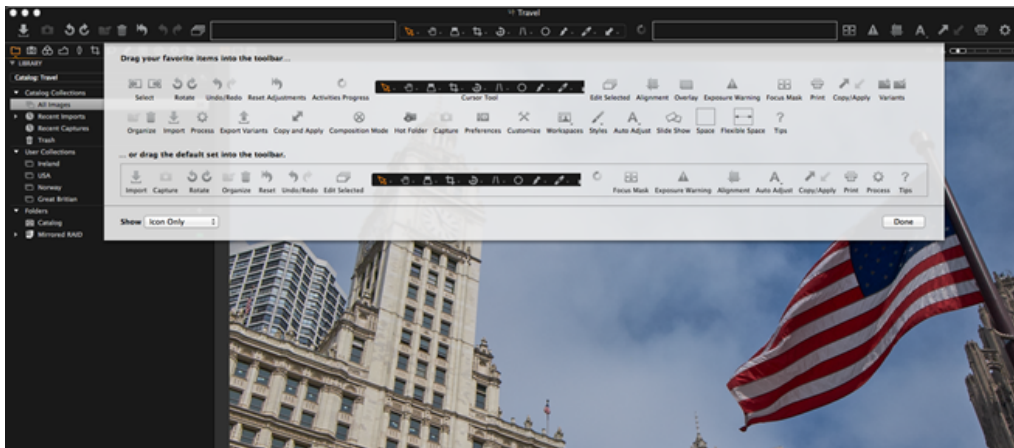 Travel
LIBRARY
Catalog: Travel
Catalog Collections
All Images
Recent Imports
Recent Captures
Trash
User Collections
Ireland
USA
Norway
Great Britian
Folders
Catalog
Mirrored RAID
Drag your favorite items into the toolbar...
Select Rotate Undo/Redo Reset Adjustments Activities Progress Cursor Tool Edit Selected Alignment Overlay Exposure Warning Focus Mask Print Copy/Apply Variants
Organize Import Process Export Variants Copy and Apply Composition Mode Hot Folder Capture Preferences Customize Workspaces Styles Auto Adjust Slide Show Space Flexible Space Tips
... or drag the default set into the toolbar.
Import Capture Rotate Organize Reset Undo/Redo Edit Selected Focus Mask Exposure Warning Alignment Auto Adjust Copy/Apply Print Process Tips
Show Icon Only Done